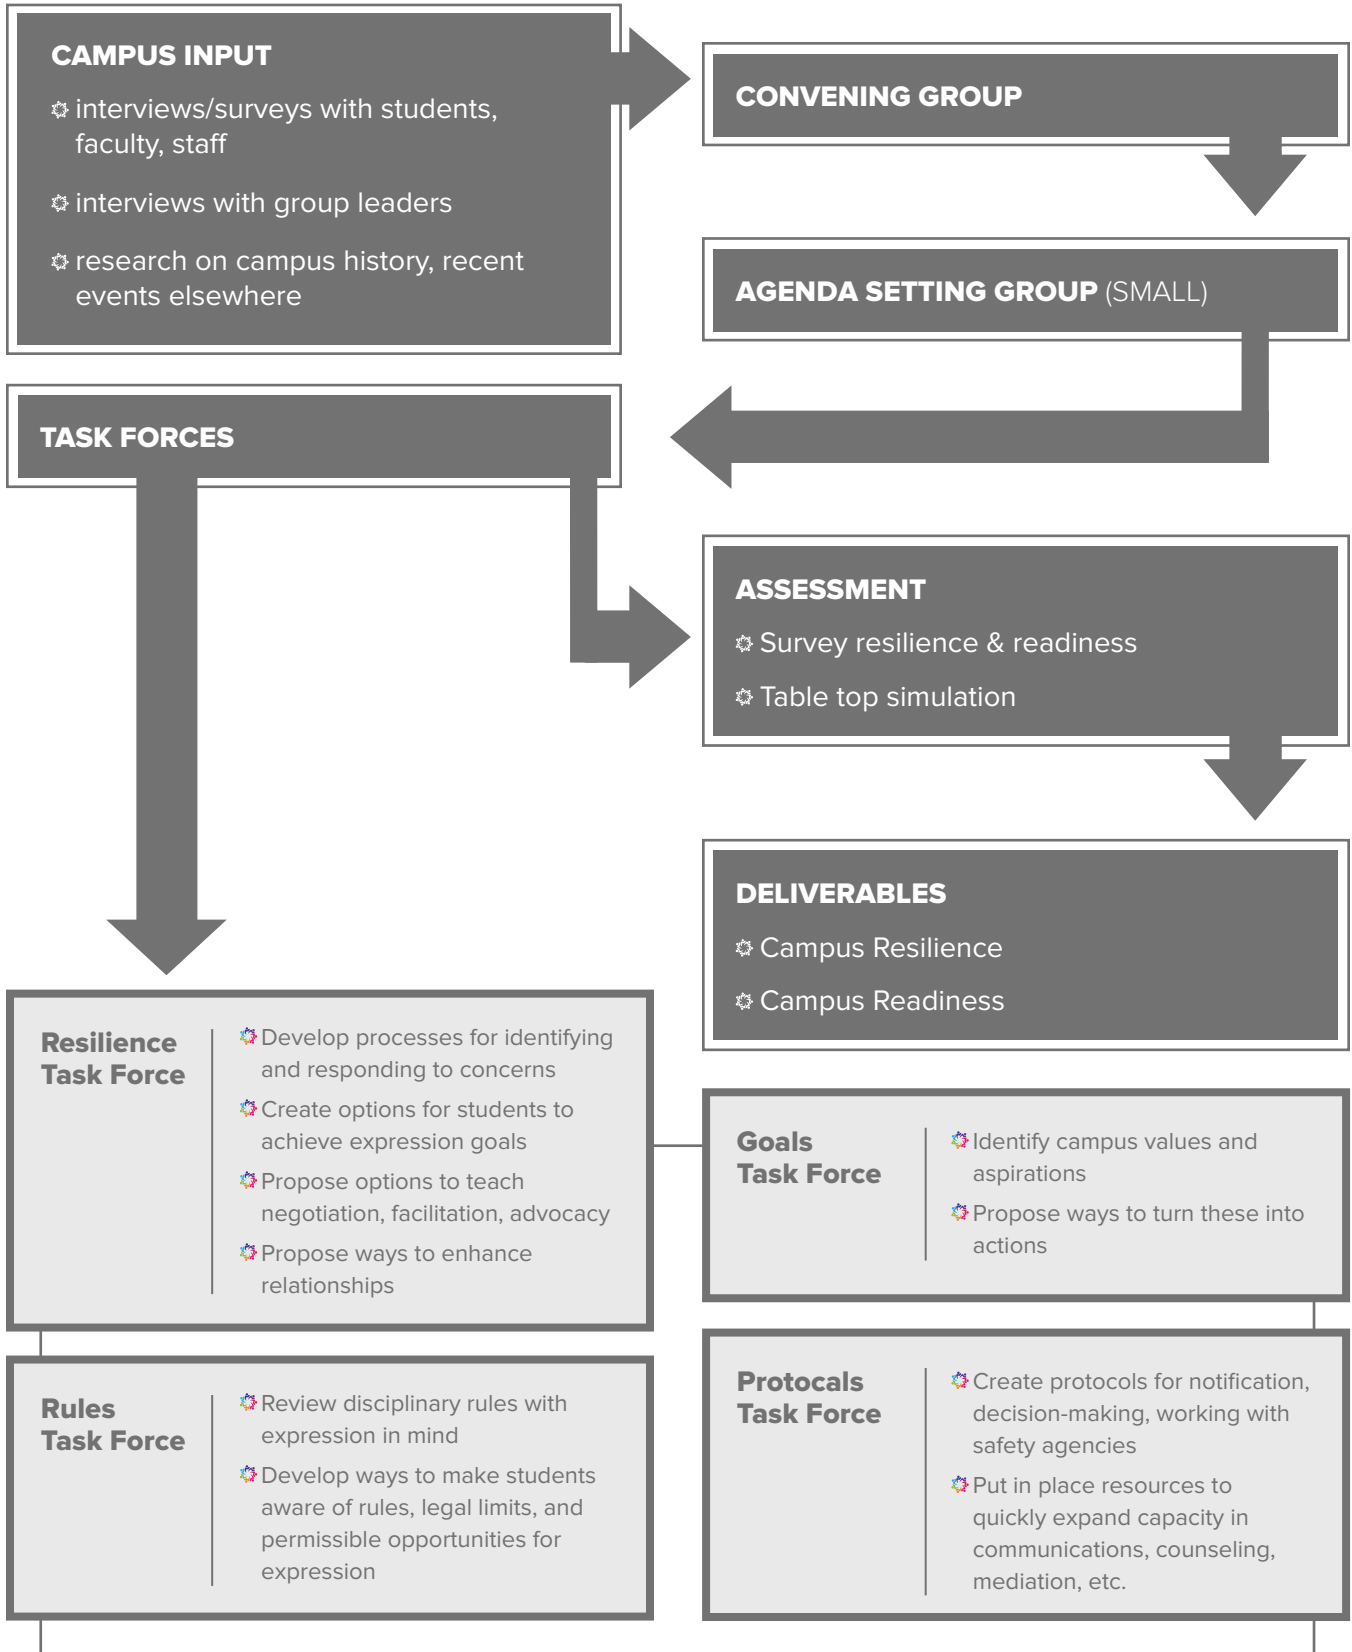 CAMPUS INPUT
interviews/surveys with students,
faculty, staff
interviews with group leaders
research on campus history, recent
events elsewhere
CONVENING GROUP
AGENDA SETTING GROUP (SMALL)
TASK FORCES
ASSESSMENT
Survey resilience & readiness
Table top simulation
DELIVERABLES
Campus Resilience
Campus Readiness
Resilience
Task Force
Develop processes for identifying
and responding to concerns
Create options for students to
achieve expression goals
Propose options to teach
negotiation, facilitation, advocacy
Propose ways to enhance
relationships
Goals
Task Force
Identify campus values and
aspirations
Propose ways to turn these into
actions
Rules
Task Force
Review disciplinary rules with
expression in mind
Develop ways to make students
aware of rules, legal limits, and
permissible opportunities for
expression
Protocals
Task Force
Create protocols for notification,
decision-making, working with
safety agencies
Put in place resources to
quickly expand capacity in
communications, counseling,
mediation, etc.